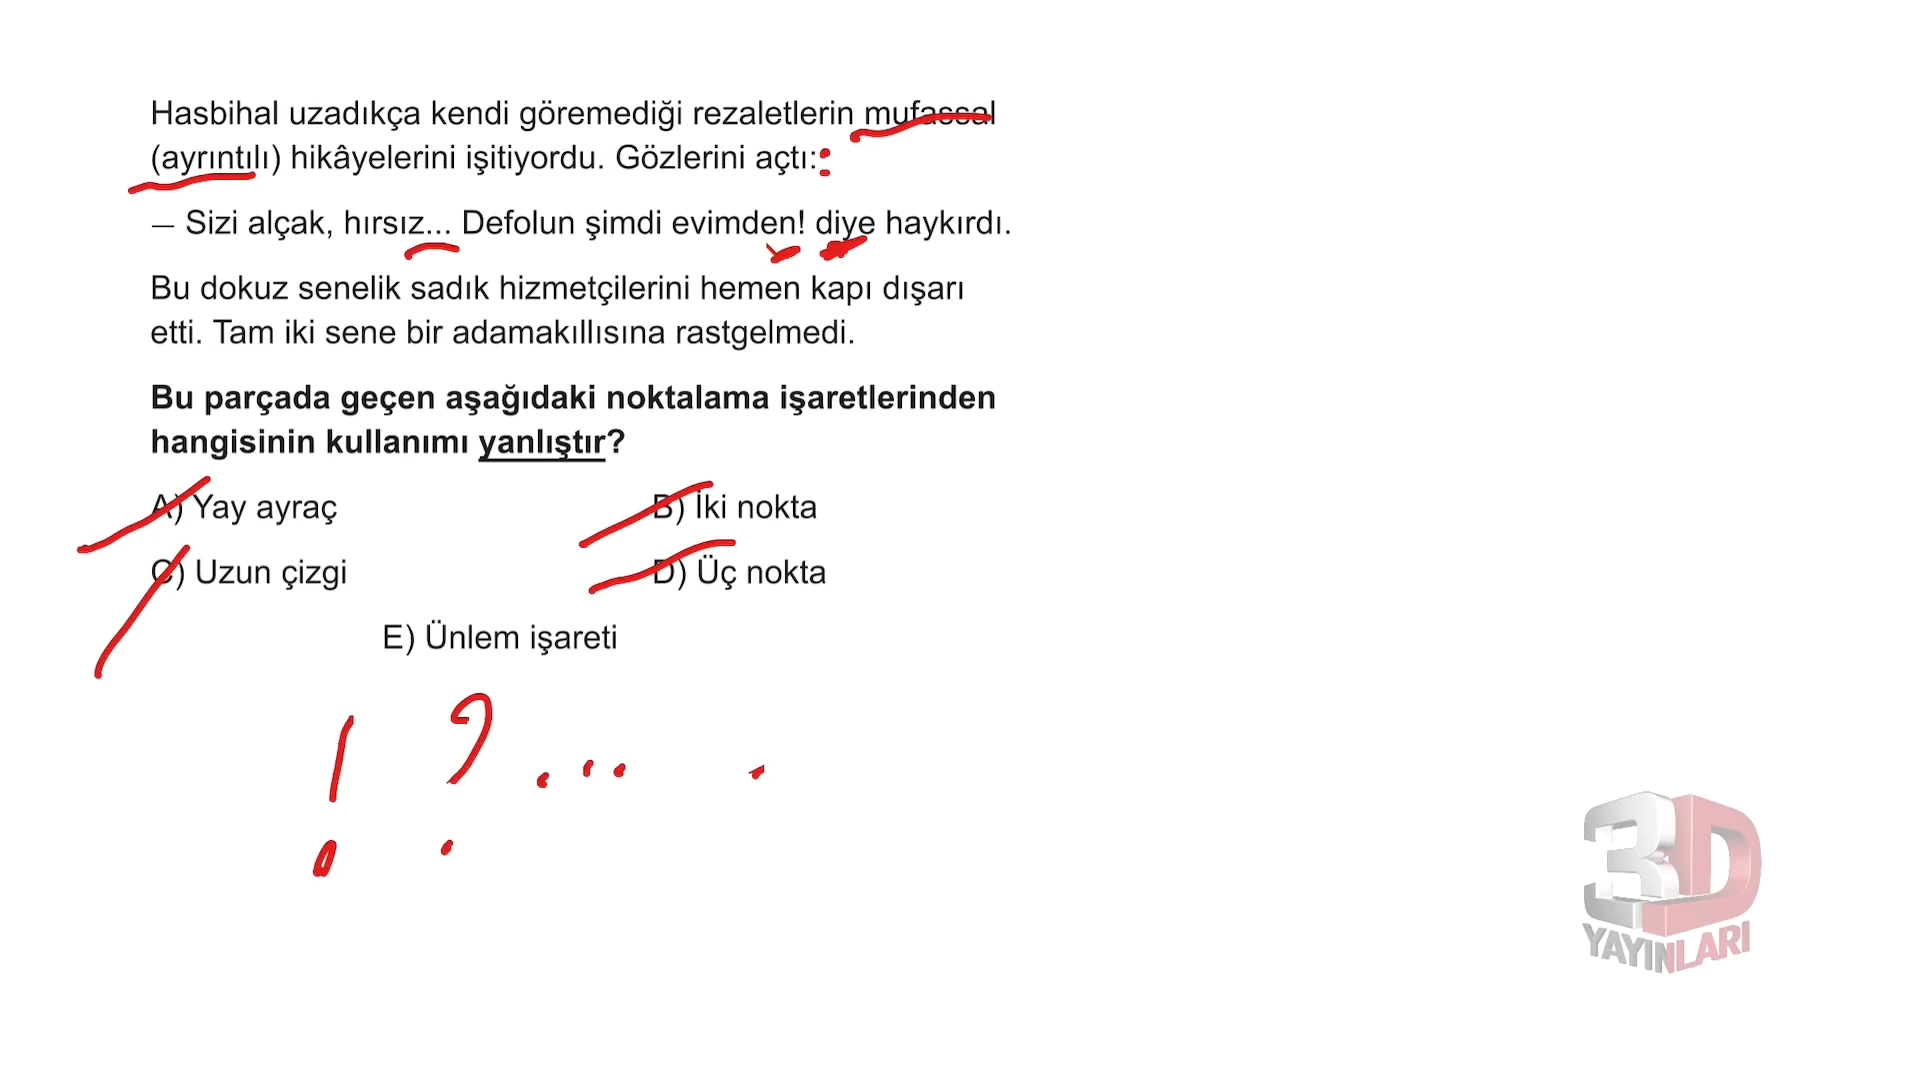 Hasbihal uzadıkça kendi göremediği rezaletlerin mufassal
(ayrıntılı) hikâyelerini işitiyordu. Gözlerini açtı:
— Sizi alçak, hırsız... Defolun şimdi evimden! diye haykırdı.
Bu dokuz senelik sadık hizmetçilerini hemen kapı dışarı
etti. Tam iki sene bir adamakıllısına rastgelmedi.
Bu parçada geçen aşağıdaki noktalama işaretlerinden
hangisinin kullanımı yanlıştır?
A) Yay ayraç
B) İki nokta
C) Uzun çizgi
D) Üç nokta
E) Ünlem işareti
! ? ... .
3D
YAYINLARI